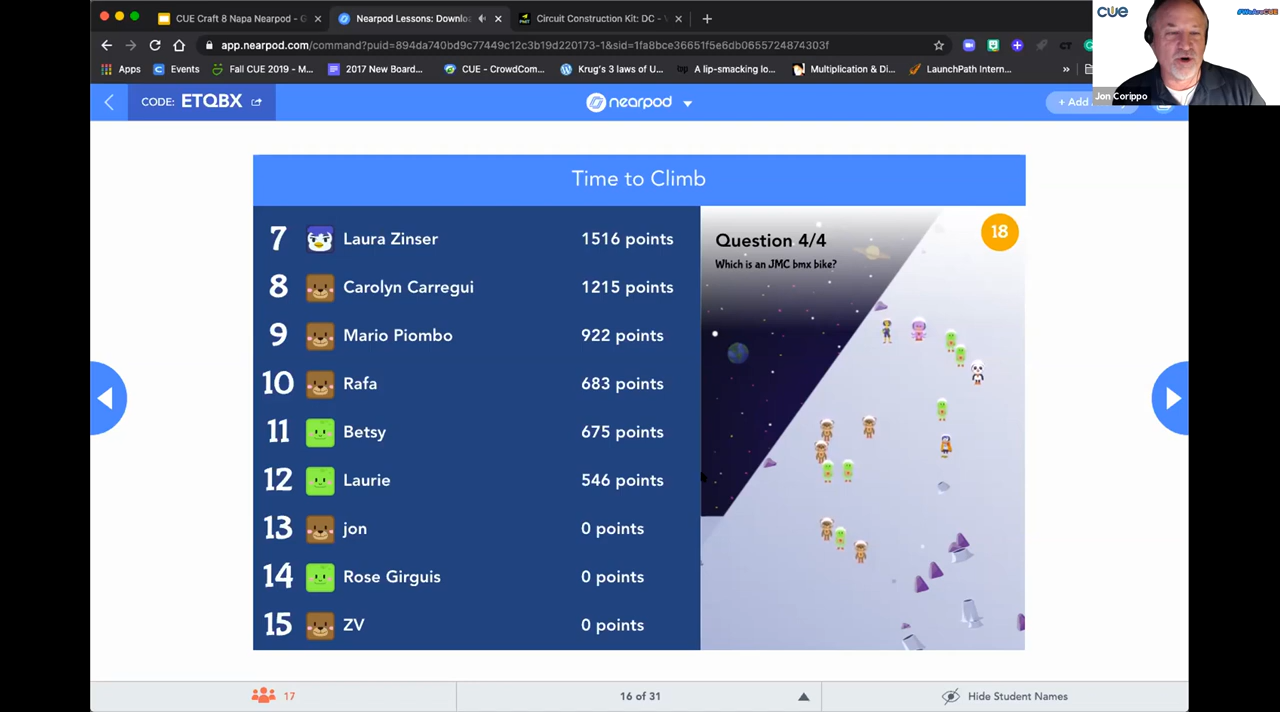 CUE Craft 8 Napa Nearpod - G
Nearpod Lessons: Downlo
Circuit Construction Kit: DC - V
app.nearpod.com/command?puid=894da740bd9c77449c12c3b19d220173-1&sid=1fa8bce36651f5e6db0655724874303f
Apps
Events
Fall CUE 2019 - M...
2017 New Board...
CUE - CrowdCom...
Krug's 3 laws of U...
A lip-smacking lo...
Multiplication & Di...
LaunchPath Intern...
CUE
#WeAreCUE
Jon Corippo
CODE: ETQBX
nearpod
+ Add
Time to Climb
7 Laura Zinser 1516 points
8 Carolyn Carregui 1215 points
9 Mario Piombo 922 points
10 Rafa 683 points
11 Betsy 675 points
12 Laurie 546 points
13 jon 0 points
14 Rose Girguis 0 points
15 ZV 0 points
Question 4/4
18
Which is an JMC bmx bike?
17
16 of 31
Hide Student Names